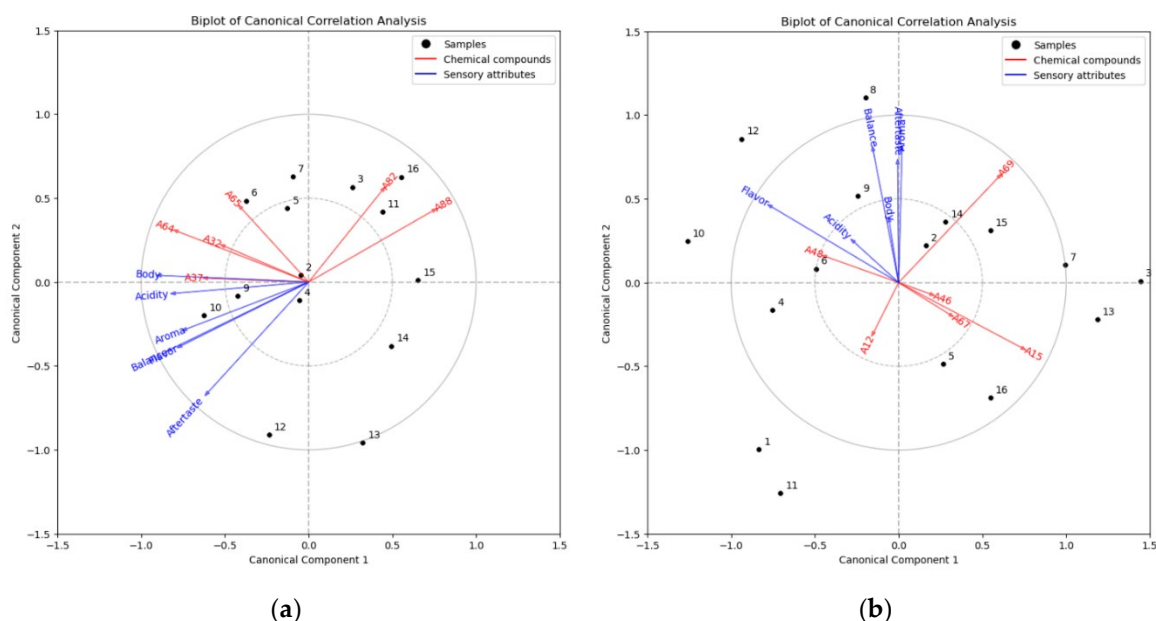 Biplot of Canonical Correlation Analysis
Samples
Chemical compounds
Sensory attributes
Canonical Component 2
1.5
1.0
0.5
0.0
−0.5
−1.0
−1.5
7
6
5
3
16
11
2
4
9
10
15
14
12
13
A82
A88
A65
A64
A32
A37
Body
Acidity
Aroma
Flavor
Balance
Aftertaste
−1.5
−1.0
−0.5
0.0
0.5
1.0
1.5
Canonical Component 1
(a)
Biplot of Canonical Correlation Analysis
Samples
Chemical compounds
Sensory attributes
Canonical Component 2
1.5
1.0
0.5
0.0
−0.5
−1.0
−1.5
8
12
9
10
14
2
15
7
3
6
4
13
5
16
1
11
Balance
Aftertaste
Flavor
Body
Acidity
A69
A48
A46
A67
A15
A12
−1.5
−1.0
−0.5
0.0
0.5
1.0
1.5
Canonical Component 1
(b)